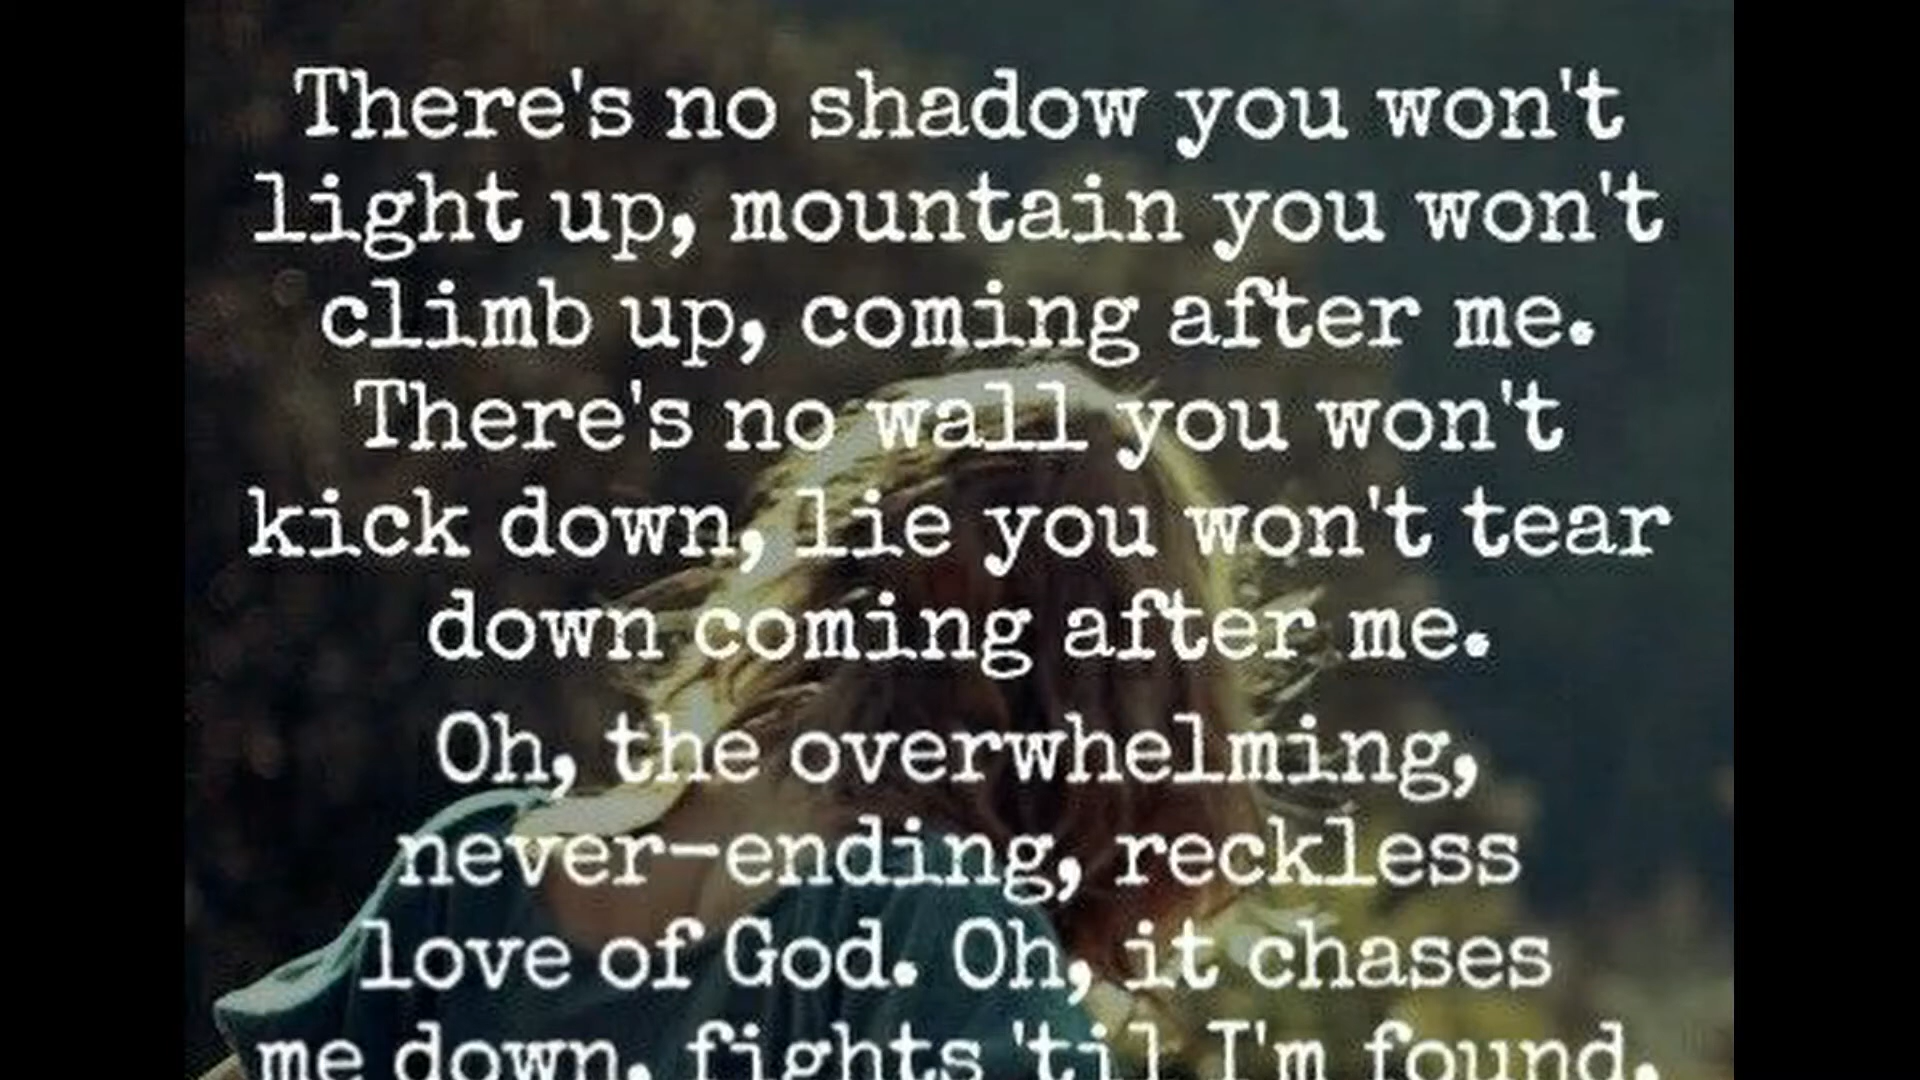 There's no shadow you won't
light up, mountain you won't
climb up, coming after me.
There's no wall you won't
kick down, lie you won't tear
down coming after me.
Oh, the overwhelming,
never-ending, reckless
love of God. Oh, it chases
me down, fights 'til I'm found,